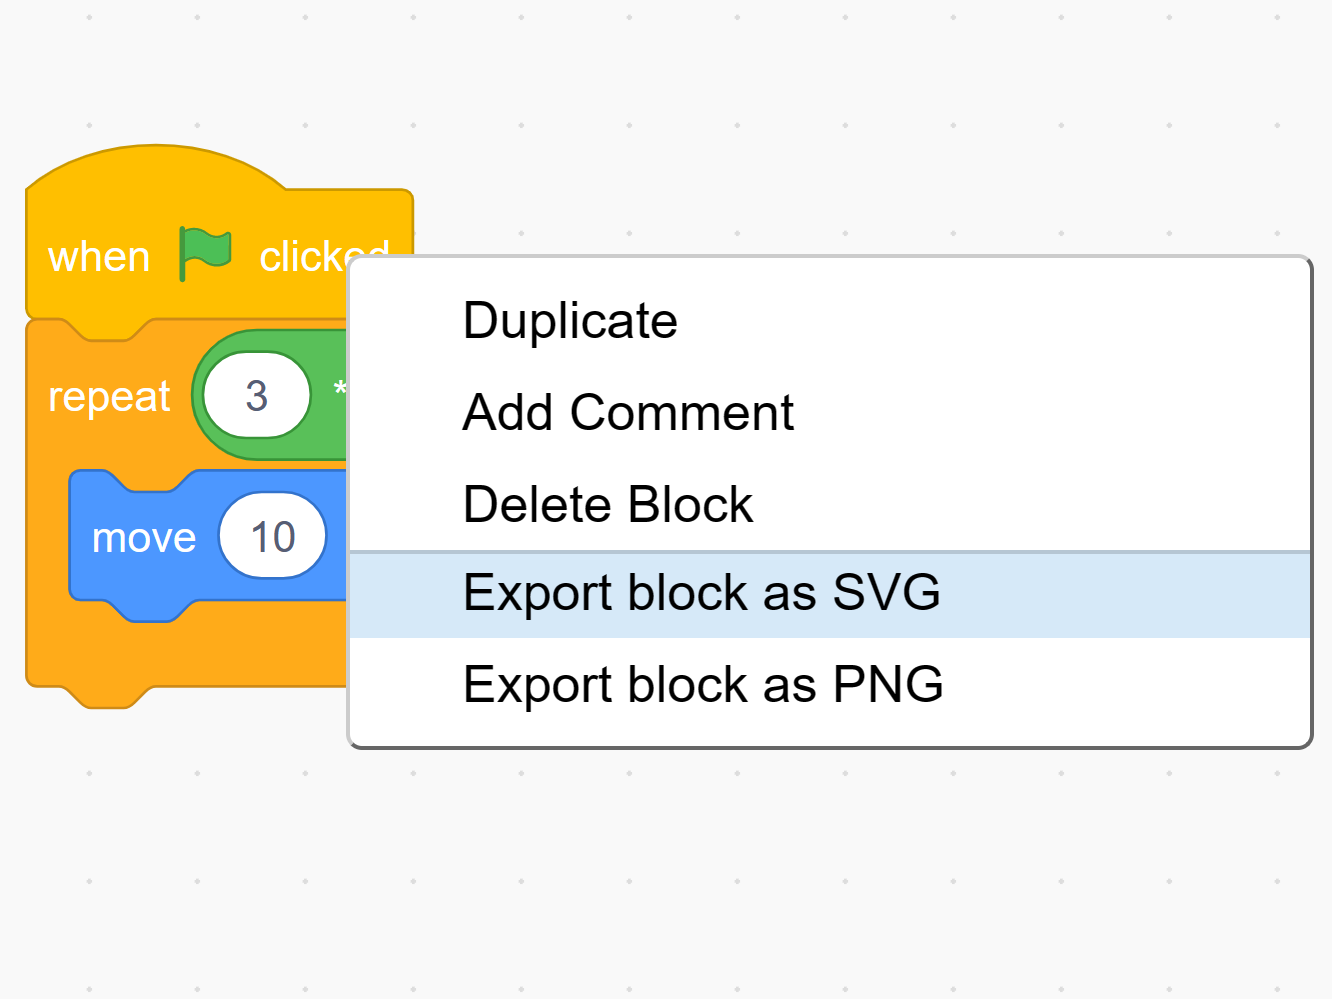 when clicked
Duplicate
repeat 3 *
Add Comment
Delete Block
move 10
Export block as SVG
Export block as PNG